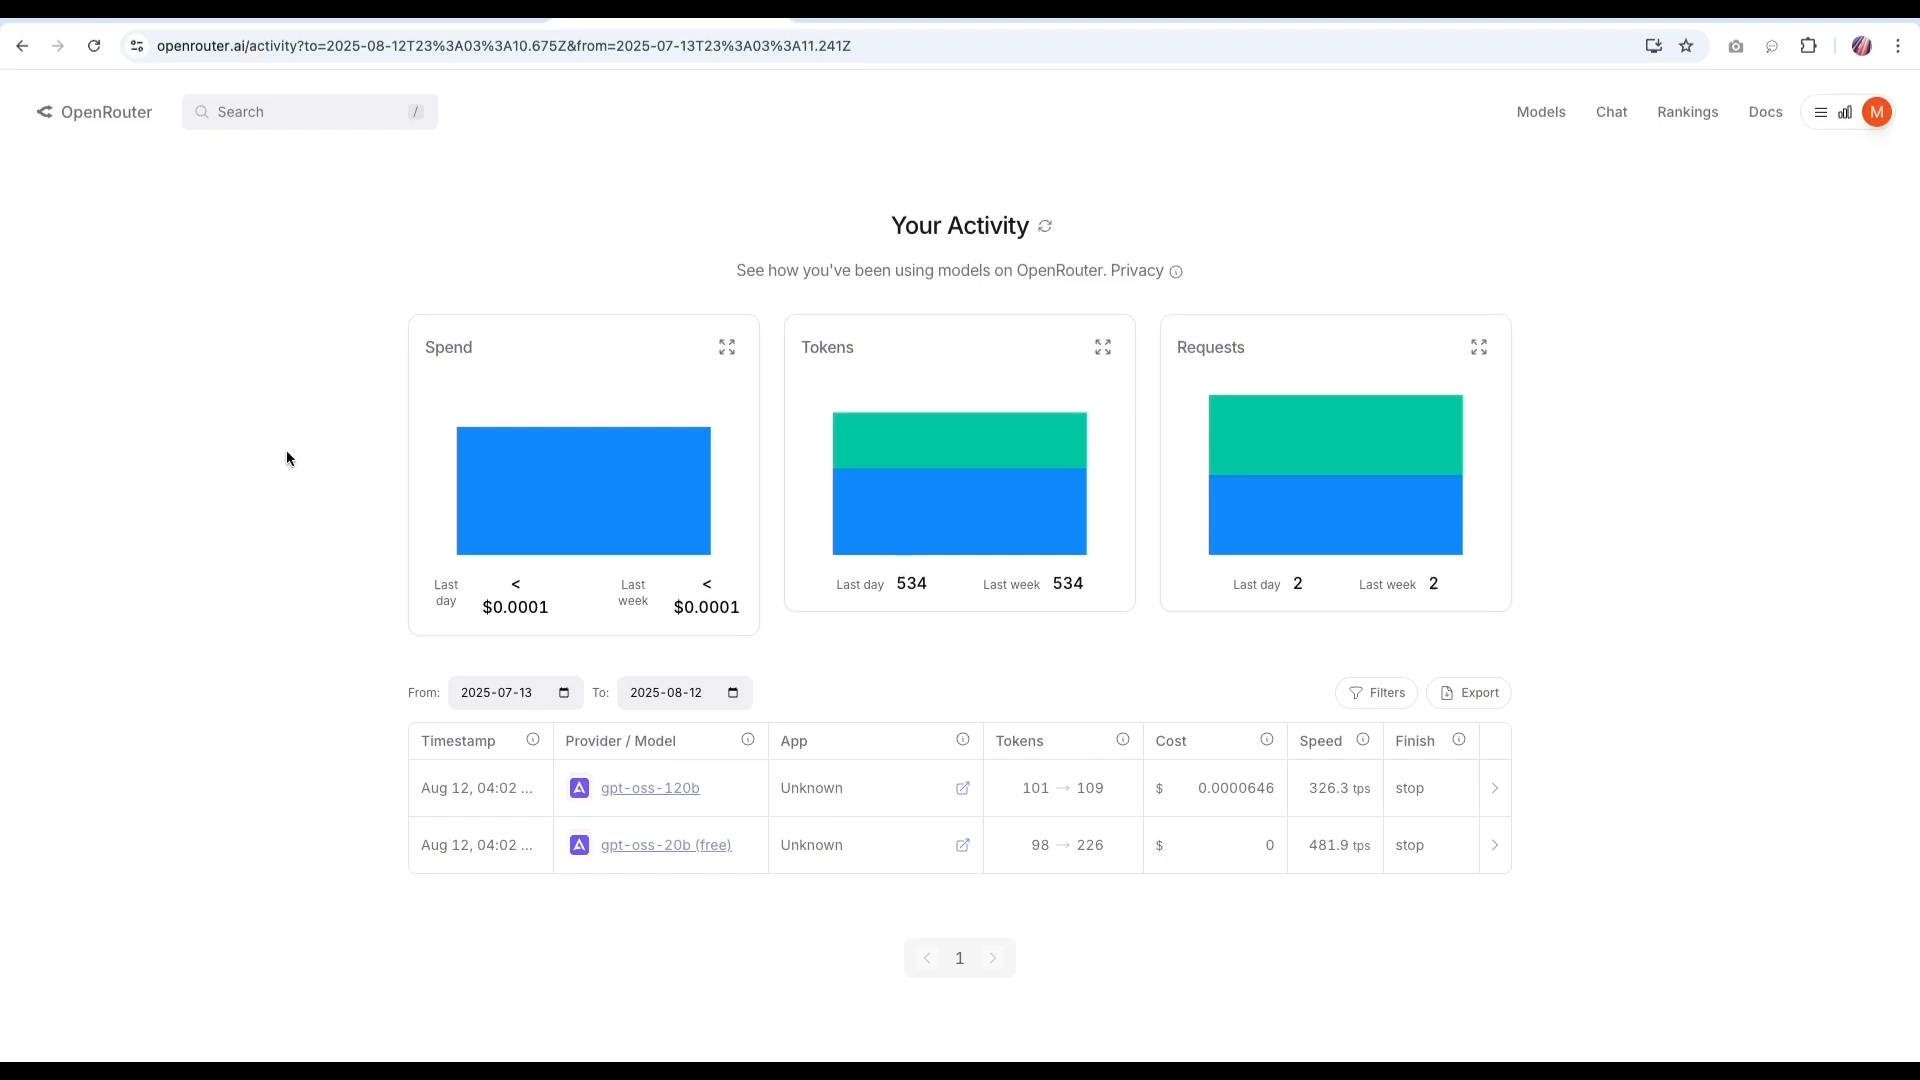 openrouter.ai/activity?to=2025-08-12T23%3A03%3A10.675Z&from=2025-07-13T23%3A03%3A11.241Z
OpenRouter
Search
/
Models
Chat
Rankings
Docs
M
Your Activity
See how you've been using models on OpenRouter. Privacy
Spend
Last day
< $0.0001
Last week
< $0.0001
Tokens
Last day 534
Last week 534
Requests
Last day 2
Last week 2
From: 2025-07-13 To: 2025-08-12
Filters
Export
Timestamp Provider / Model App Tokens Cost Speed Finish
Aug 12, 04:02 ... gpt-oss-120b Unknown 101 → 109 $ 0.0000646 326.3 tps stop
Aug 12, 04:02 ... gpt-oss-20b (free) Unknown 98 → 226 $ 0 481.9 tps stop
1